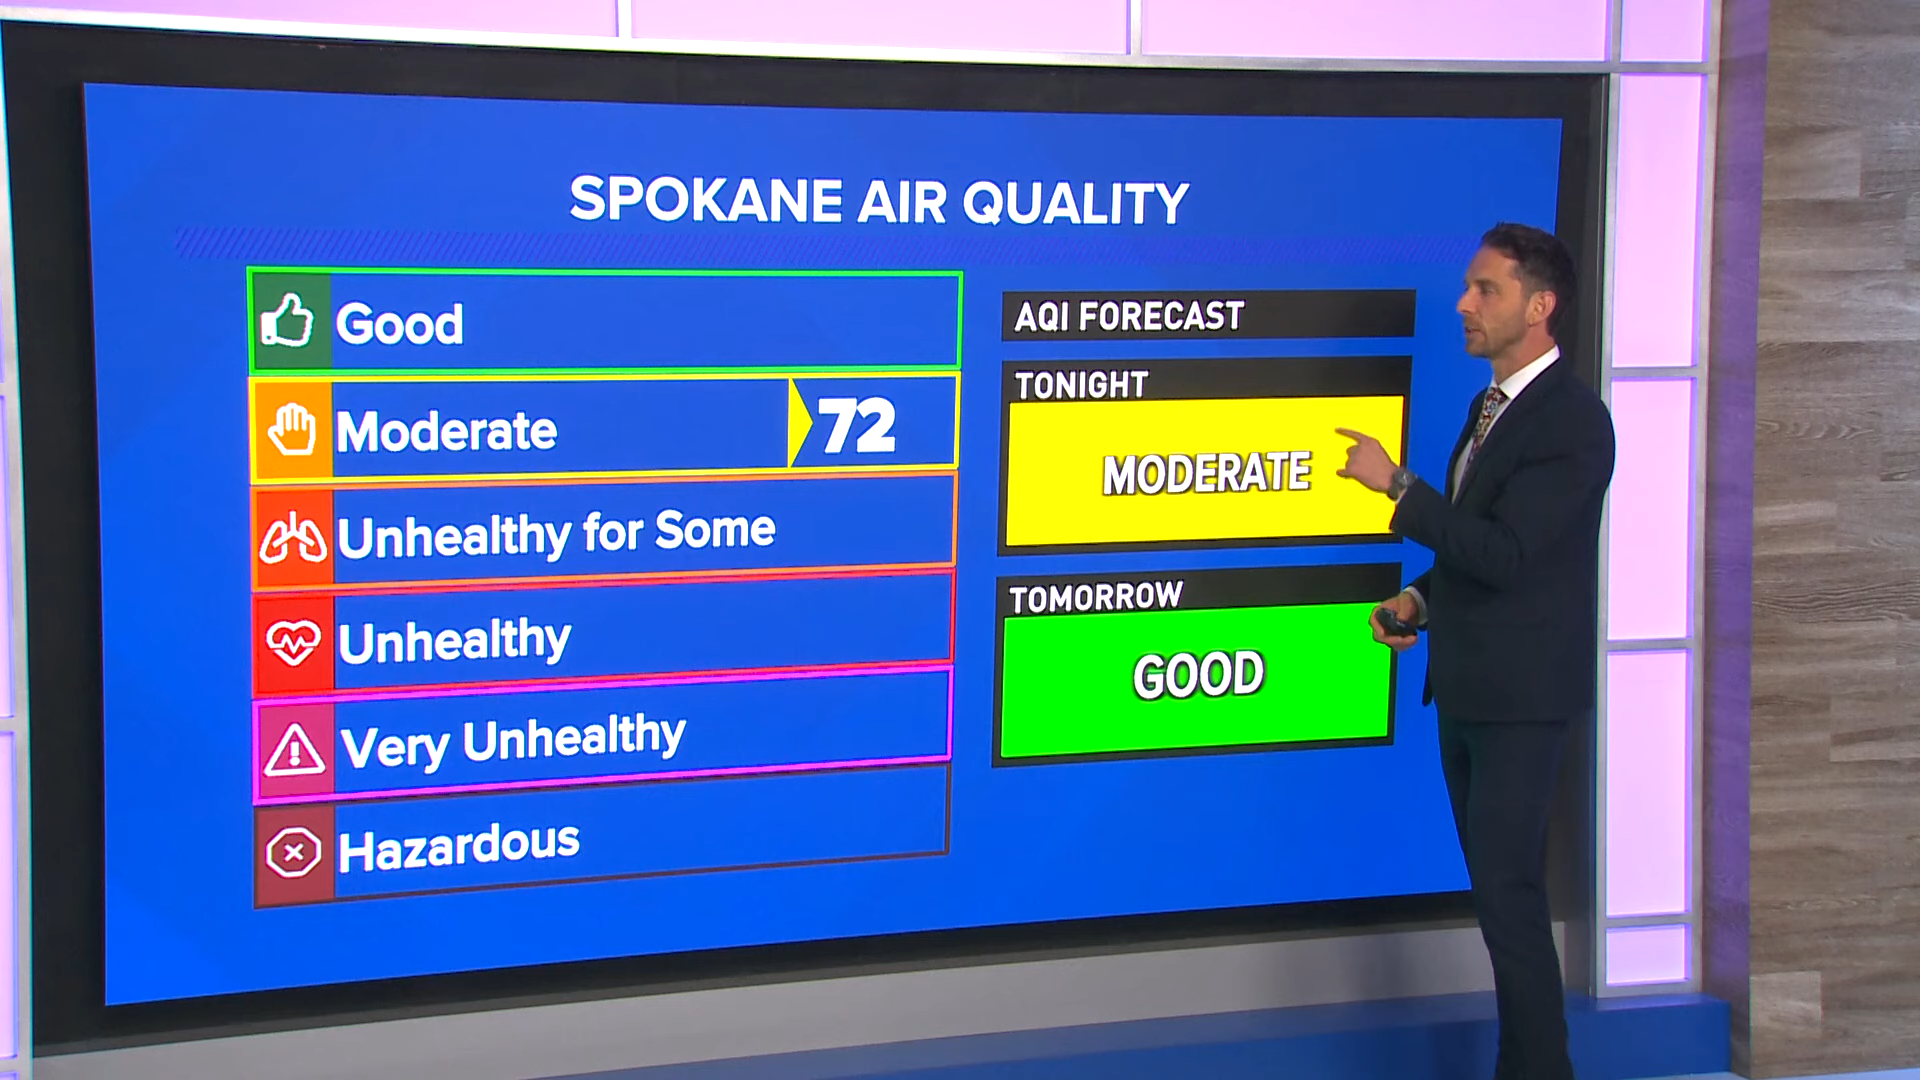 SPOKANE AIR QUALITY
Good
Moderate
72
Unhealthy for Some
Unhealthy
Very Unhealthy
Hazardous
AQI FORECAST
TONIGHT
MODERATE
TOMORROW
GOOD